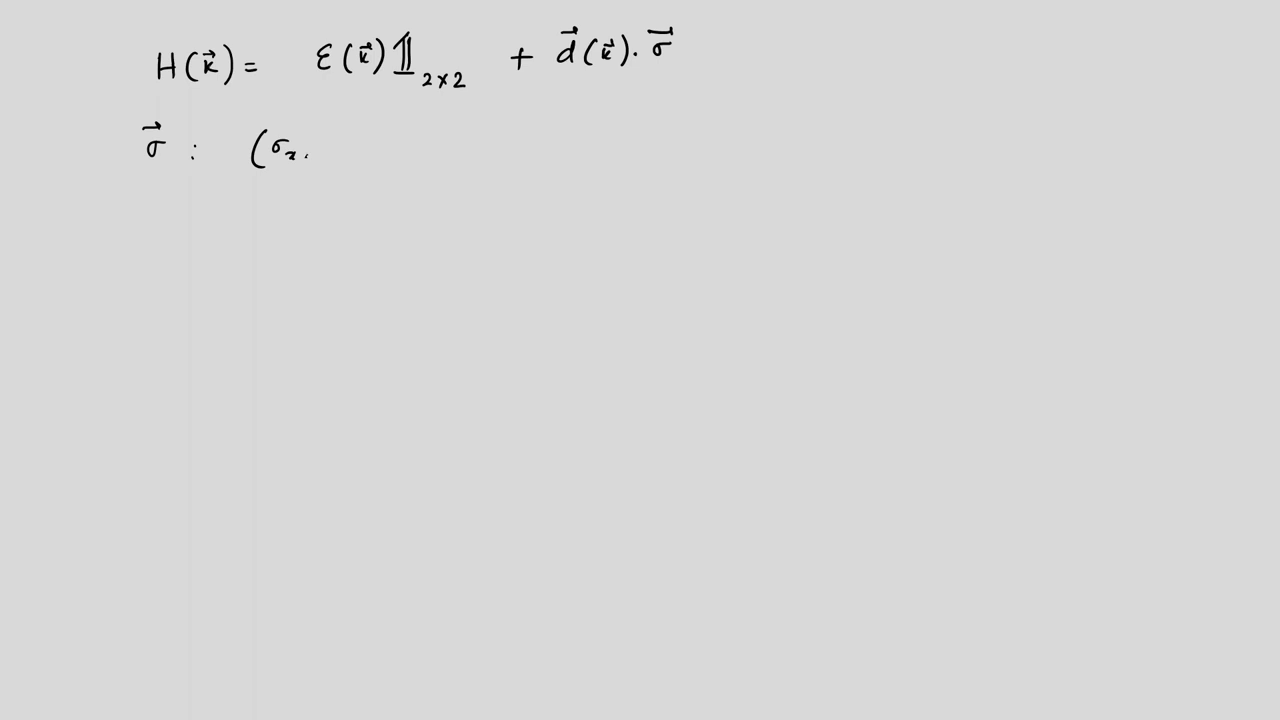 H(k⃗) = ε(k⃗) 𝟙₂ₓ₂ + d⃗(k⃗)·σ⃗
σ⃗ : (σₓ.